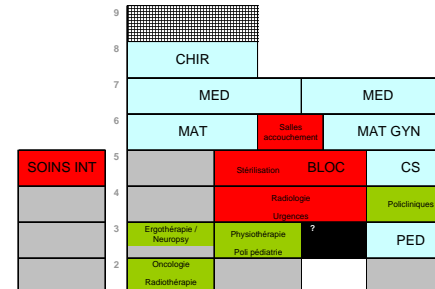 9
8
CHIR
7
MED MED
6
MAT Salles accouchement MAT GYN
5
SOINS INT Stérilisation BLOC CS
4
Radiologie
Urgences
Policliniques
3
Ergothérapie /
Neuropsy
Physiothérapie
Poli pédiatrie
?
PED
2
Oncologie
Radiothérapie